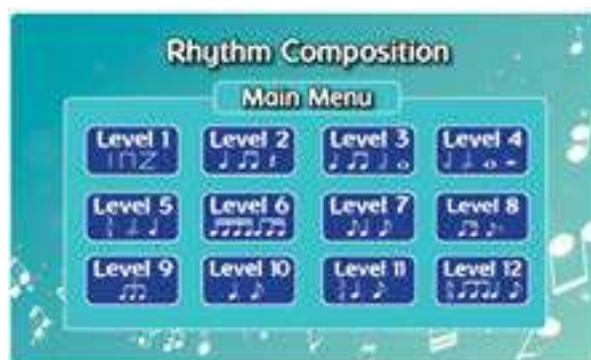 Rhythm Composition
Main Menu
Level 1 Level 2 Level 3 Level 4
Level 5 Level 6 Level 7 Level 8
Level 9 Level 10 Level 11 Level 12